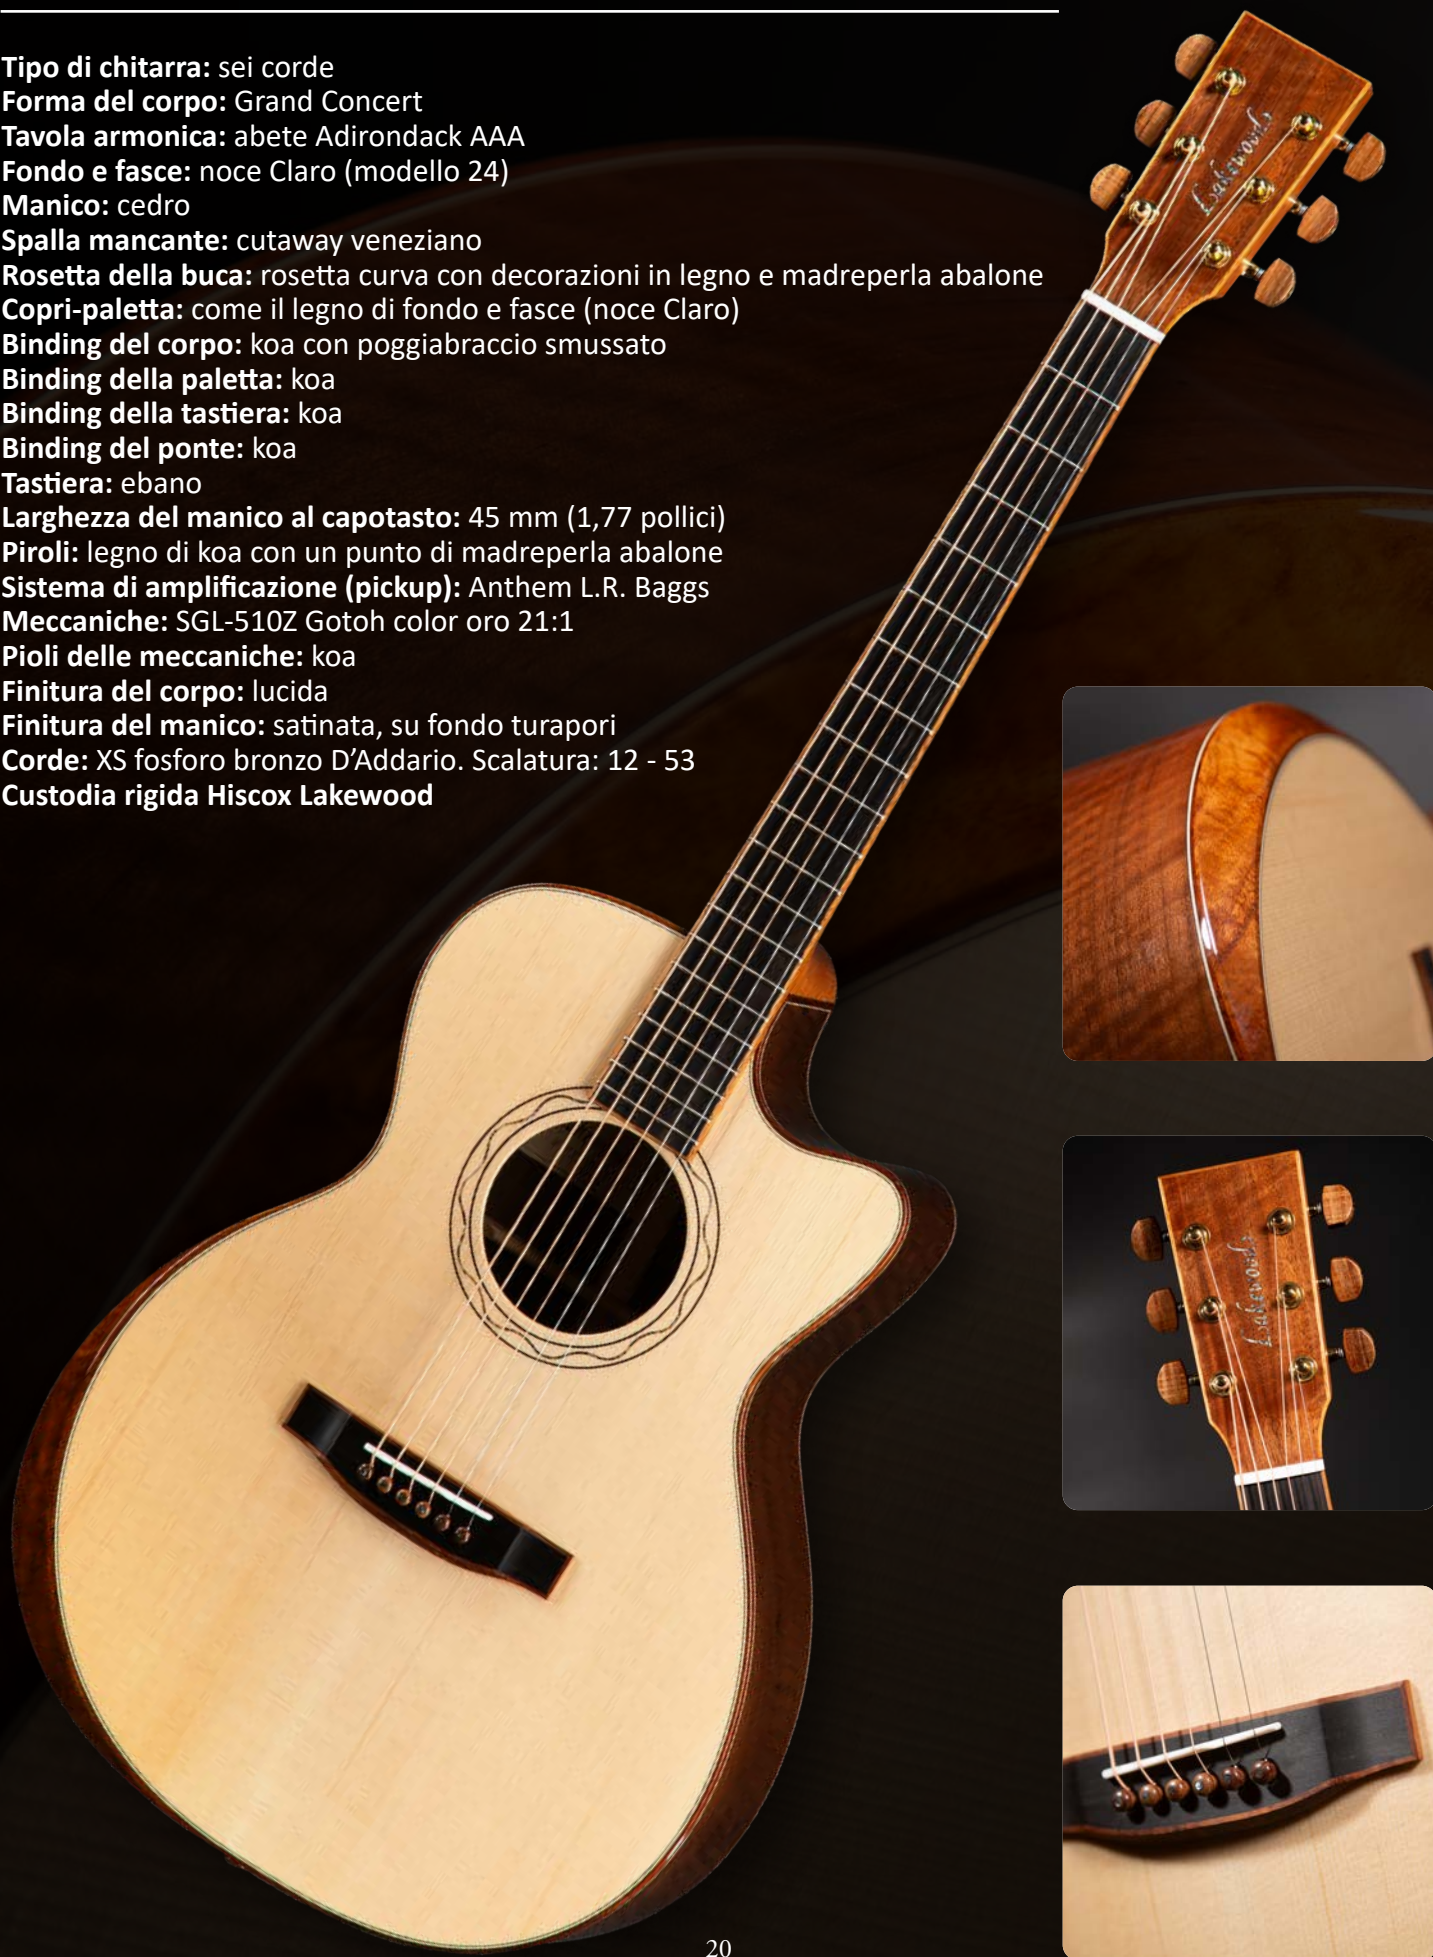 Tipo di chitarra: sei corde
Forma del corpo: Grand Concert
Tavola armonica: abete Adirondack AAA
Fondo e fasce: noce Claro (modello 24)
Manico: cedro
Spalla mancante: cutaway veneziano
Rosetta della buca: rosetta curva con decorazioni in legno e madreperla abalone
Copri-paletta: come il legno di fondo e fasce (noce Claro)
Binding del corpo: koa con poggiabraccio smussato
Binding della paletta: koa
Binding della tastiera: koa
Binding del ponte: koa
Tastiera: ebano
Larghezza del manico al capotasto: 45 mm (1,77 pollici)
Piroli: legno di koa con un punto di madreperla abalone
Sistema di amplificazione (pickup): Anthem L.R. Baggs
Meccaniche: SGL-510Z Gotoh color oro 21:1
Pioli delle meccaniche: koa
Finitura del corpo: lucida
Finitura del manico: satinata, su fondo turapori
Corde: XS fosforo bronzo D’Addario. Scalatura: 12 - 53
Custodia rigida Hiscox Lakewood
Lakewood
Lakewood
20